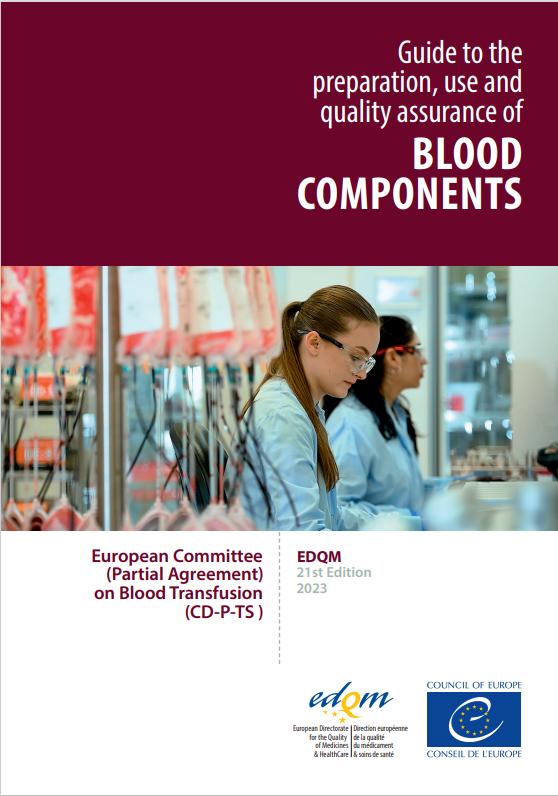 Guide to the
preparation, use and
quality assurance of
BLOOD
COMPONENTS
European Committee
(Partial Agreement)
on Blood Transfusion
(CD-P-TS )
EDQM
21st Edition
2023
edqm
European Directorate
for the Quality
of Medicines
& HealthCare
Direction européenne
de la qualité
du médicament
& soins de santé
COUNCIL OF EUROPE
CONSEIL DE L'EUROPE